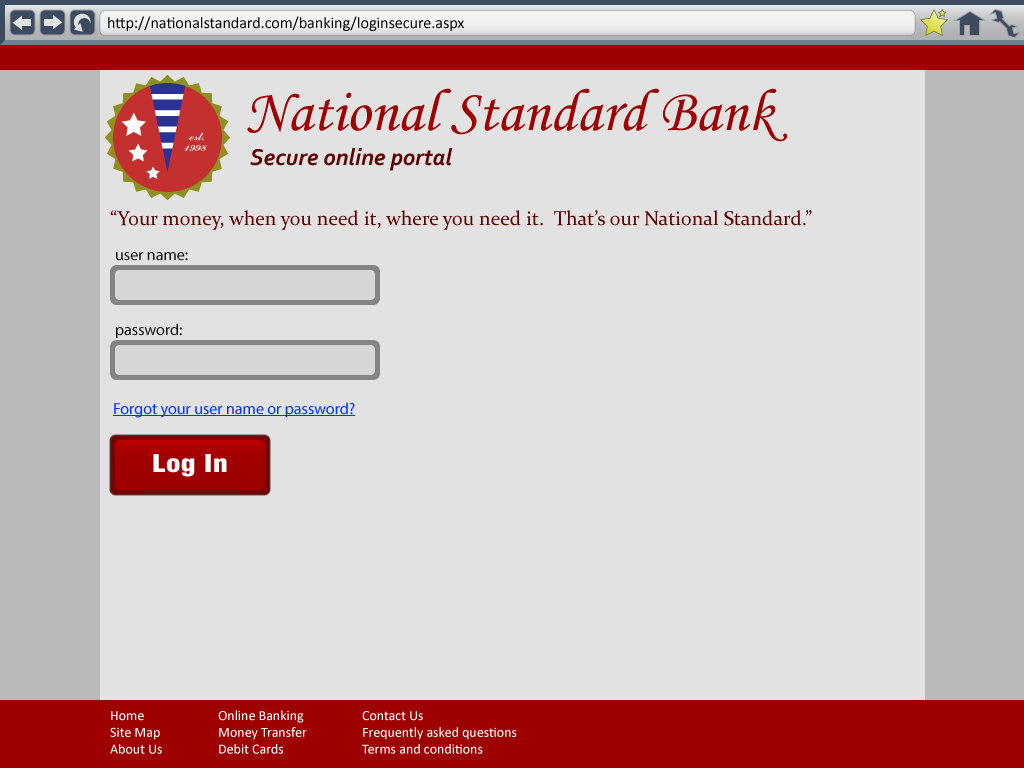 http://nationalstandard.com/banking/loginsecure.aspx
National Standard Bank
est.
1998
Secure online portal
“Your money, when you need it, where you need it.  That’s our National Standard.”
user name:
password:
Forgot your user name or password?
Log In
Home
Site Map
About Us
Online Banking
Money Transfer
Debit Cards
Contact Us
Frequently asked questions
Terms and conditions